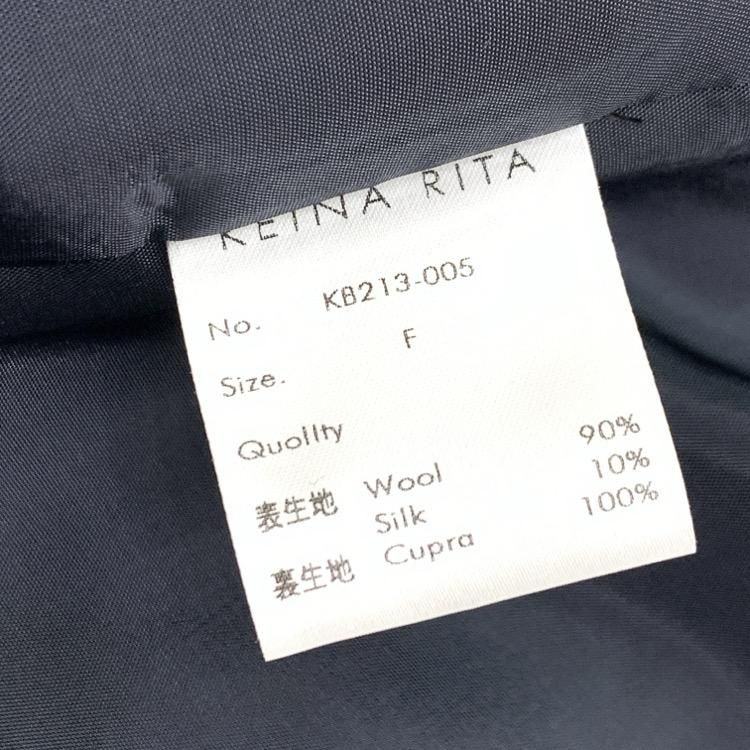 KEINA RITA
No. KB213-005
Size. F
Quollty
表生地 Wool 90%
Silk 10%
裏生地 Cupra 100%